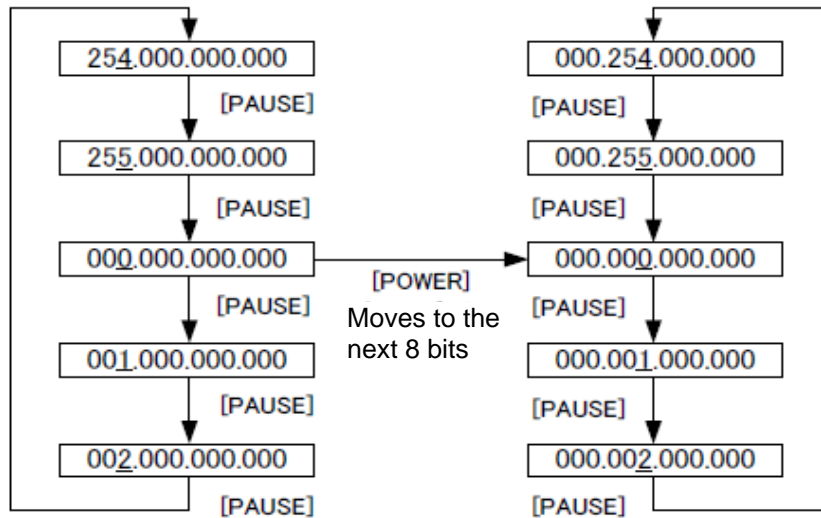 254.000.000.000
000.254.000.000
[PAUSE]
[PAUSE]
255.000.000.000
000.255.000.000
[PAUSE]
[PAUSE]
000.000.000.000
000.000.000.000
[POWER]
[PAUSE]
[PAUSE]
Moves to the
next 8 bits
001.000.000.000
000.001.000.000
[PAUSE]
[PAUSE]
002.000.000.000
000.002.000.000
[PAUSE]
[PAUSE]